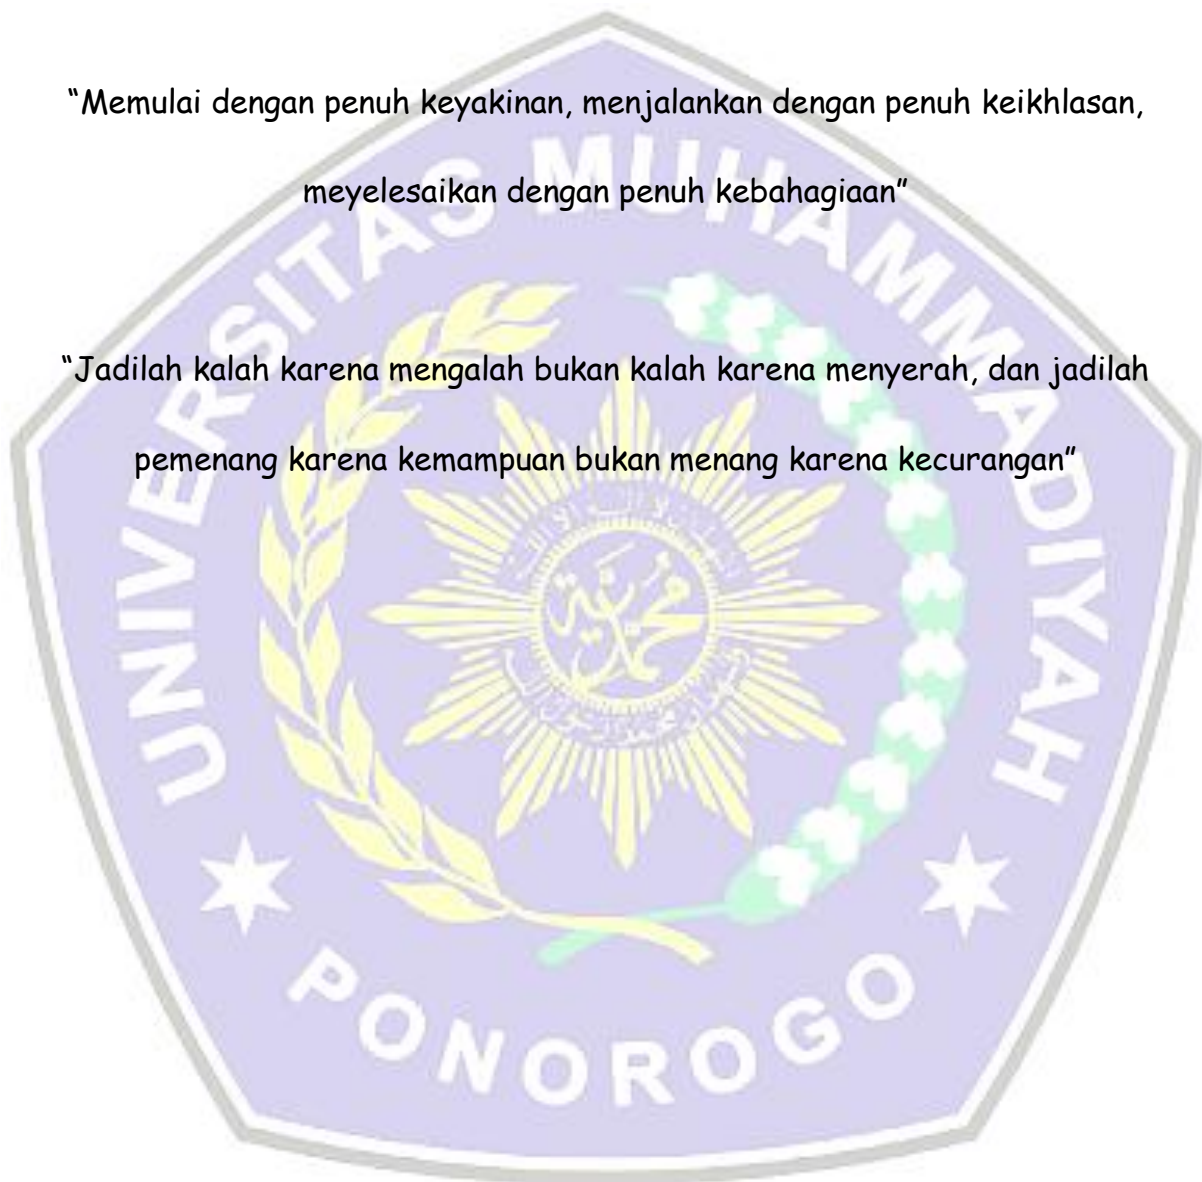 “Memulai dengan penuh keyakinan, menjalankan dengan penuh keikhlasan,
meyelesaikan dengan penuh kebahagiaan”
“Jadilah kalah karena mengalah bukan kalah karena menyerah, dan jadilah
pemenang karena kemampuan bukan menang karena kecurangan”
UNIVERSITAS MUHAMMADIYAH
محمدية
PONOROGO